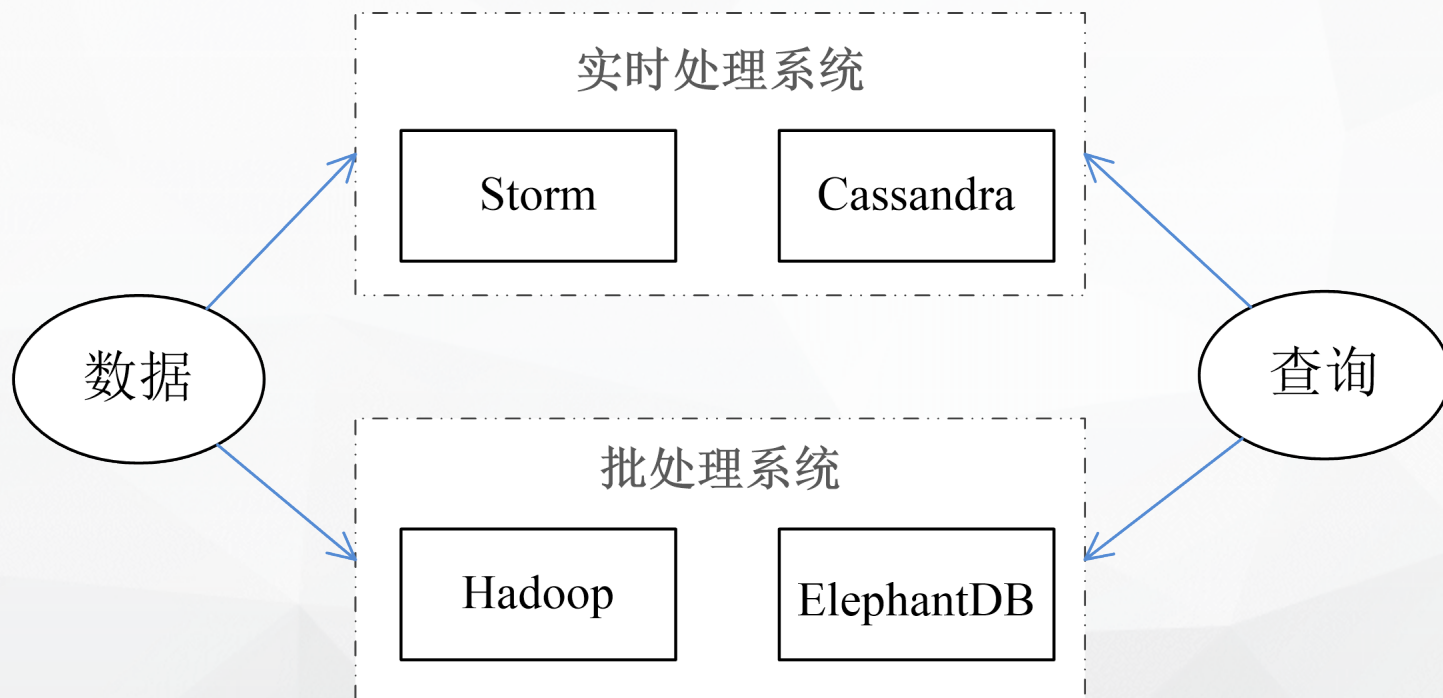 实时处理系统
Storm
Cassandra
数据
查询
批处理系统
Hadoop
ElephantDB